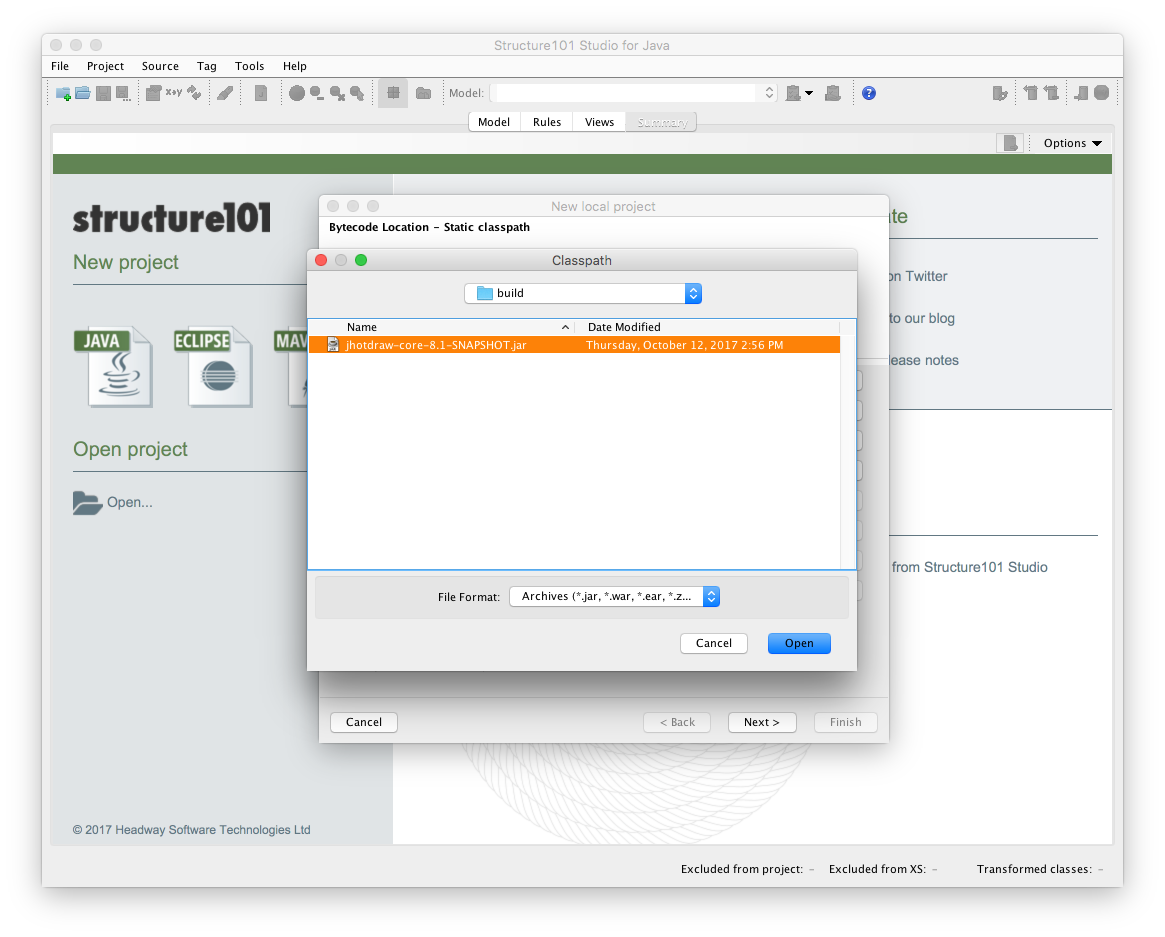 Structure101 Studio for Java
File Project Source Tag Tools Help
x+y Model: ?
Model Rules Views Summary
Options
structure101
New project
JAVA ECLIPSE MAV
Open project
Open...
© 2017 Headway Software Technologies Ltd
New local project
Bytecode Location – Static classpath
Classpath
build
Name Date Modified
jhotdraw-core-8.1-SNAPSHOT.jar Thursday, October 12, 2017 2:56 PM
File Format: Archives (*.jar, *.war, *.ear, *.z...
Cancel Open
Cancel < Back Next > Finish
te
on Twitter
to our blog
ease notes
from Structure101 Studio
Excluded from project: – Excluded from XS: – Transformed classes: –